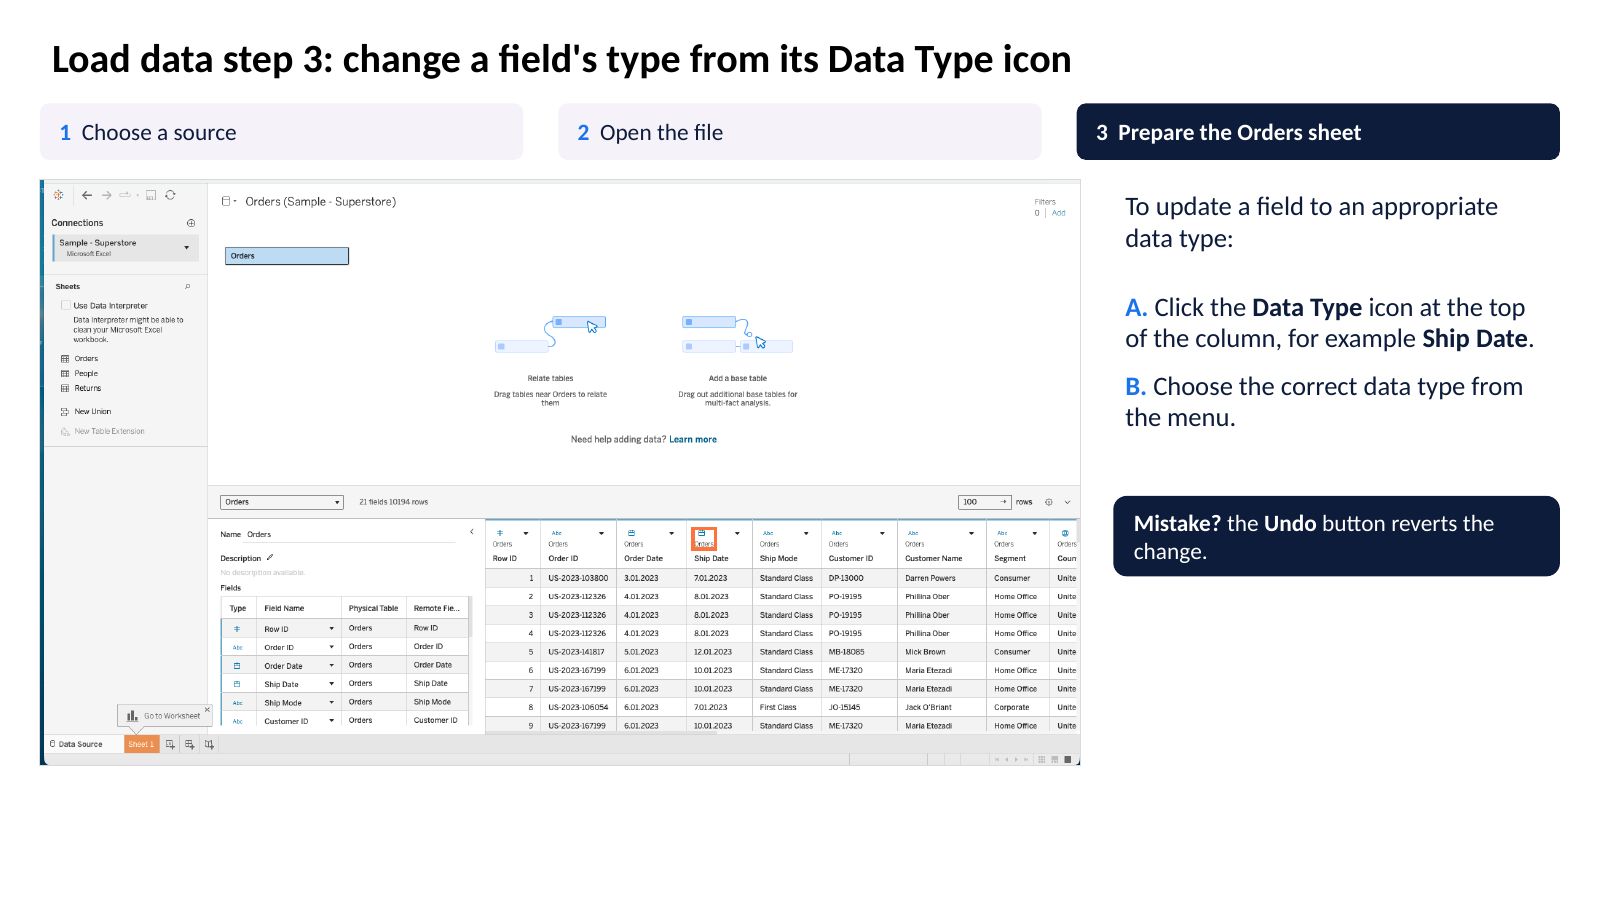 Load data step 3: change a field's type from its Data Type icon
1 Choose a source
2 Open the file
3 Prepare the Orders sheet
Connections
Sample - Superstore
Microsoft Excel
Sheets
Use Data Interpreter
Data Interpreter might be able to
clean your Microsoft Excel
workbook.
Orders
People
Returns
New Union
New Table Extension
Orders (Sample - Superstore)
Filters
0 | Add
Orders
Relate tables
Drag tables near Orders to relate
them
Add a base table
Drag out additional base tables for
multi-fact analysis.
Need help adding data? Learn more
Orders
21 fields 10194 rows
100 → rows
Name Orders
Description
No description available.
Fields
Type Field Name Physical Table Remote Fie...
Row ID Orders Row ID
Abc Order ID Orders Order ID
Order Date Orders Order Date
Ship Date Orders Ship Date
Abc Ship Mode Orders Ship Mode
Abc Customer ID Orders Customer ID
Abc Abc Abc Abc Abc
Orders Orders Orders Orders Orders Orders Orders Orders Orders
Row ID Order ID Order Date Ship Date Ship Mode Customer ID Customer Name Segment Coun
1 US-2023-103800 3.01.2023 7.01.2023 Standard Class DP-13000 Darren Powers Consumer Unite
2 US-2023-112326 4.01.2023 8.01.2023 Standard Class PO-19195 Phillina Ober Home Office Unite
3 US-2023-112326 4.01.2023 8.01.2023 Standard Class PO-19195 Phillina Ober Home Office Unite
4 US-2023-112326 4.01.2023 8.01.2023 Standard Class PO-19195 Phillina Ober Home Office Unite
5 US-2023-141817 5.01.2023 12.01.2023 Standard Class MB-18085 Mick Brown Consumer Unite
6 US-2023-167199 6.01.2023 10.01.2023 Standard Class ME-17320 Maria Etezadi Home Office Unite
7 US-2023-167199 6.01.2023 10.01.2023 Standard Class ME-17320 Maria Etezadi Home Office Unite
8 US-2023-106054 6.01.2023 7.01.2023 First Class JO-15145 Jack O'Briant Corporate Unite
9 US-2023-167199 6.01.2023 10.01.2023 Standard Class ME-17320 Maria Etezadi Home Office Unite
Go to Worksheet
Data Source
Sheet 1
To update a field to an appropriate
data type:
A. Click the Data Type icon at the top
of the column, for example Ship Date.
B. Choose the correct data type from
the menu.
Mistake? the Undo button reverts the
change.